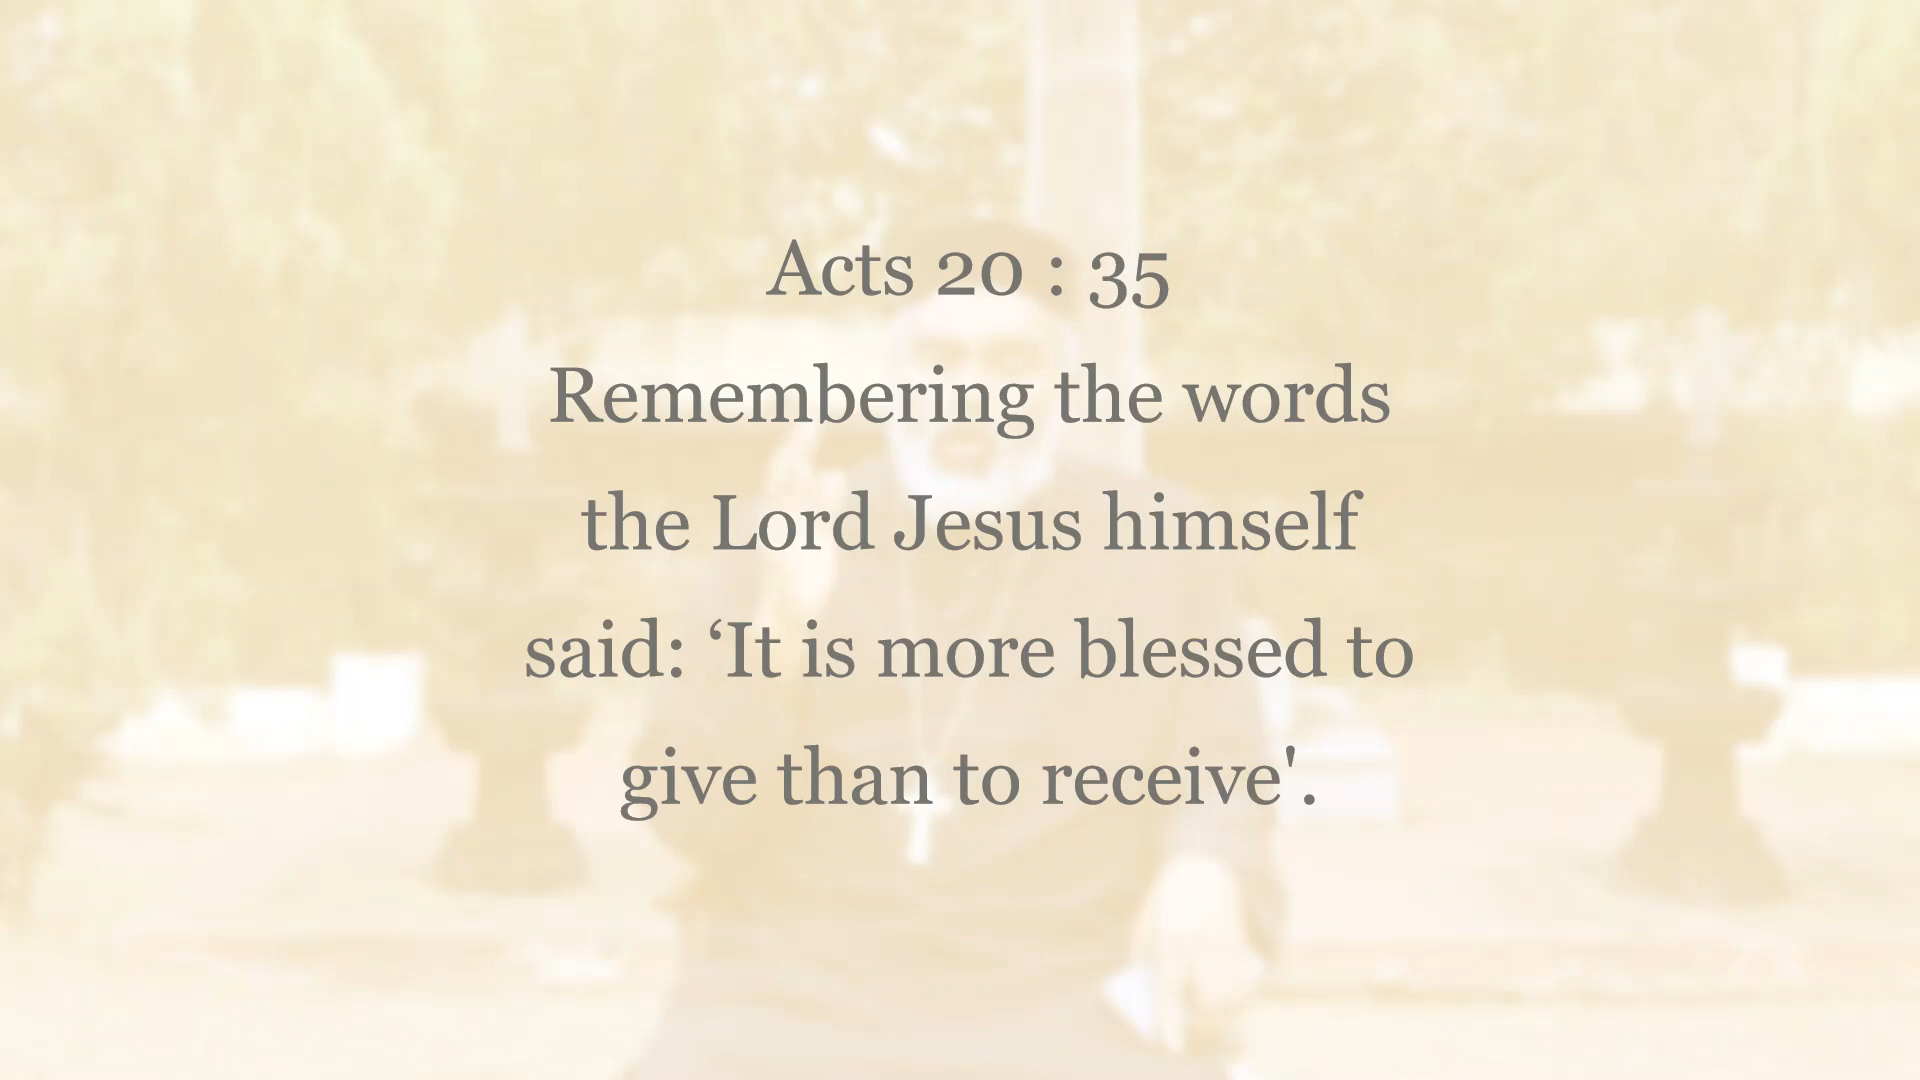 Acts 20 : 35
Remembering the words
the Lord Jesus himself
said: ‘It is more blessed to
give than to receive'.